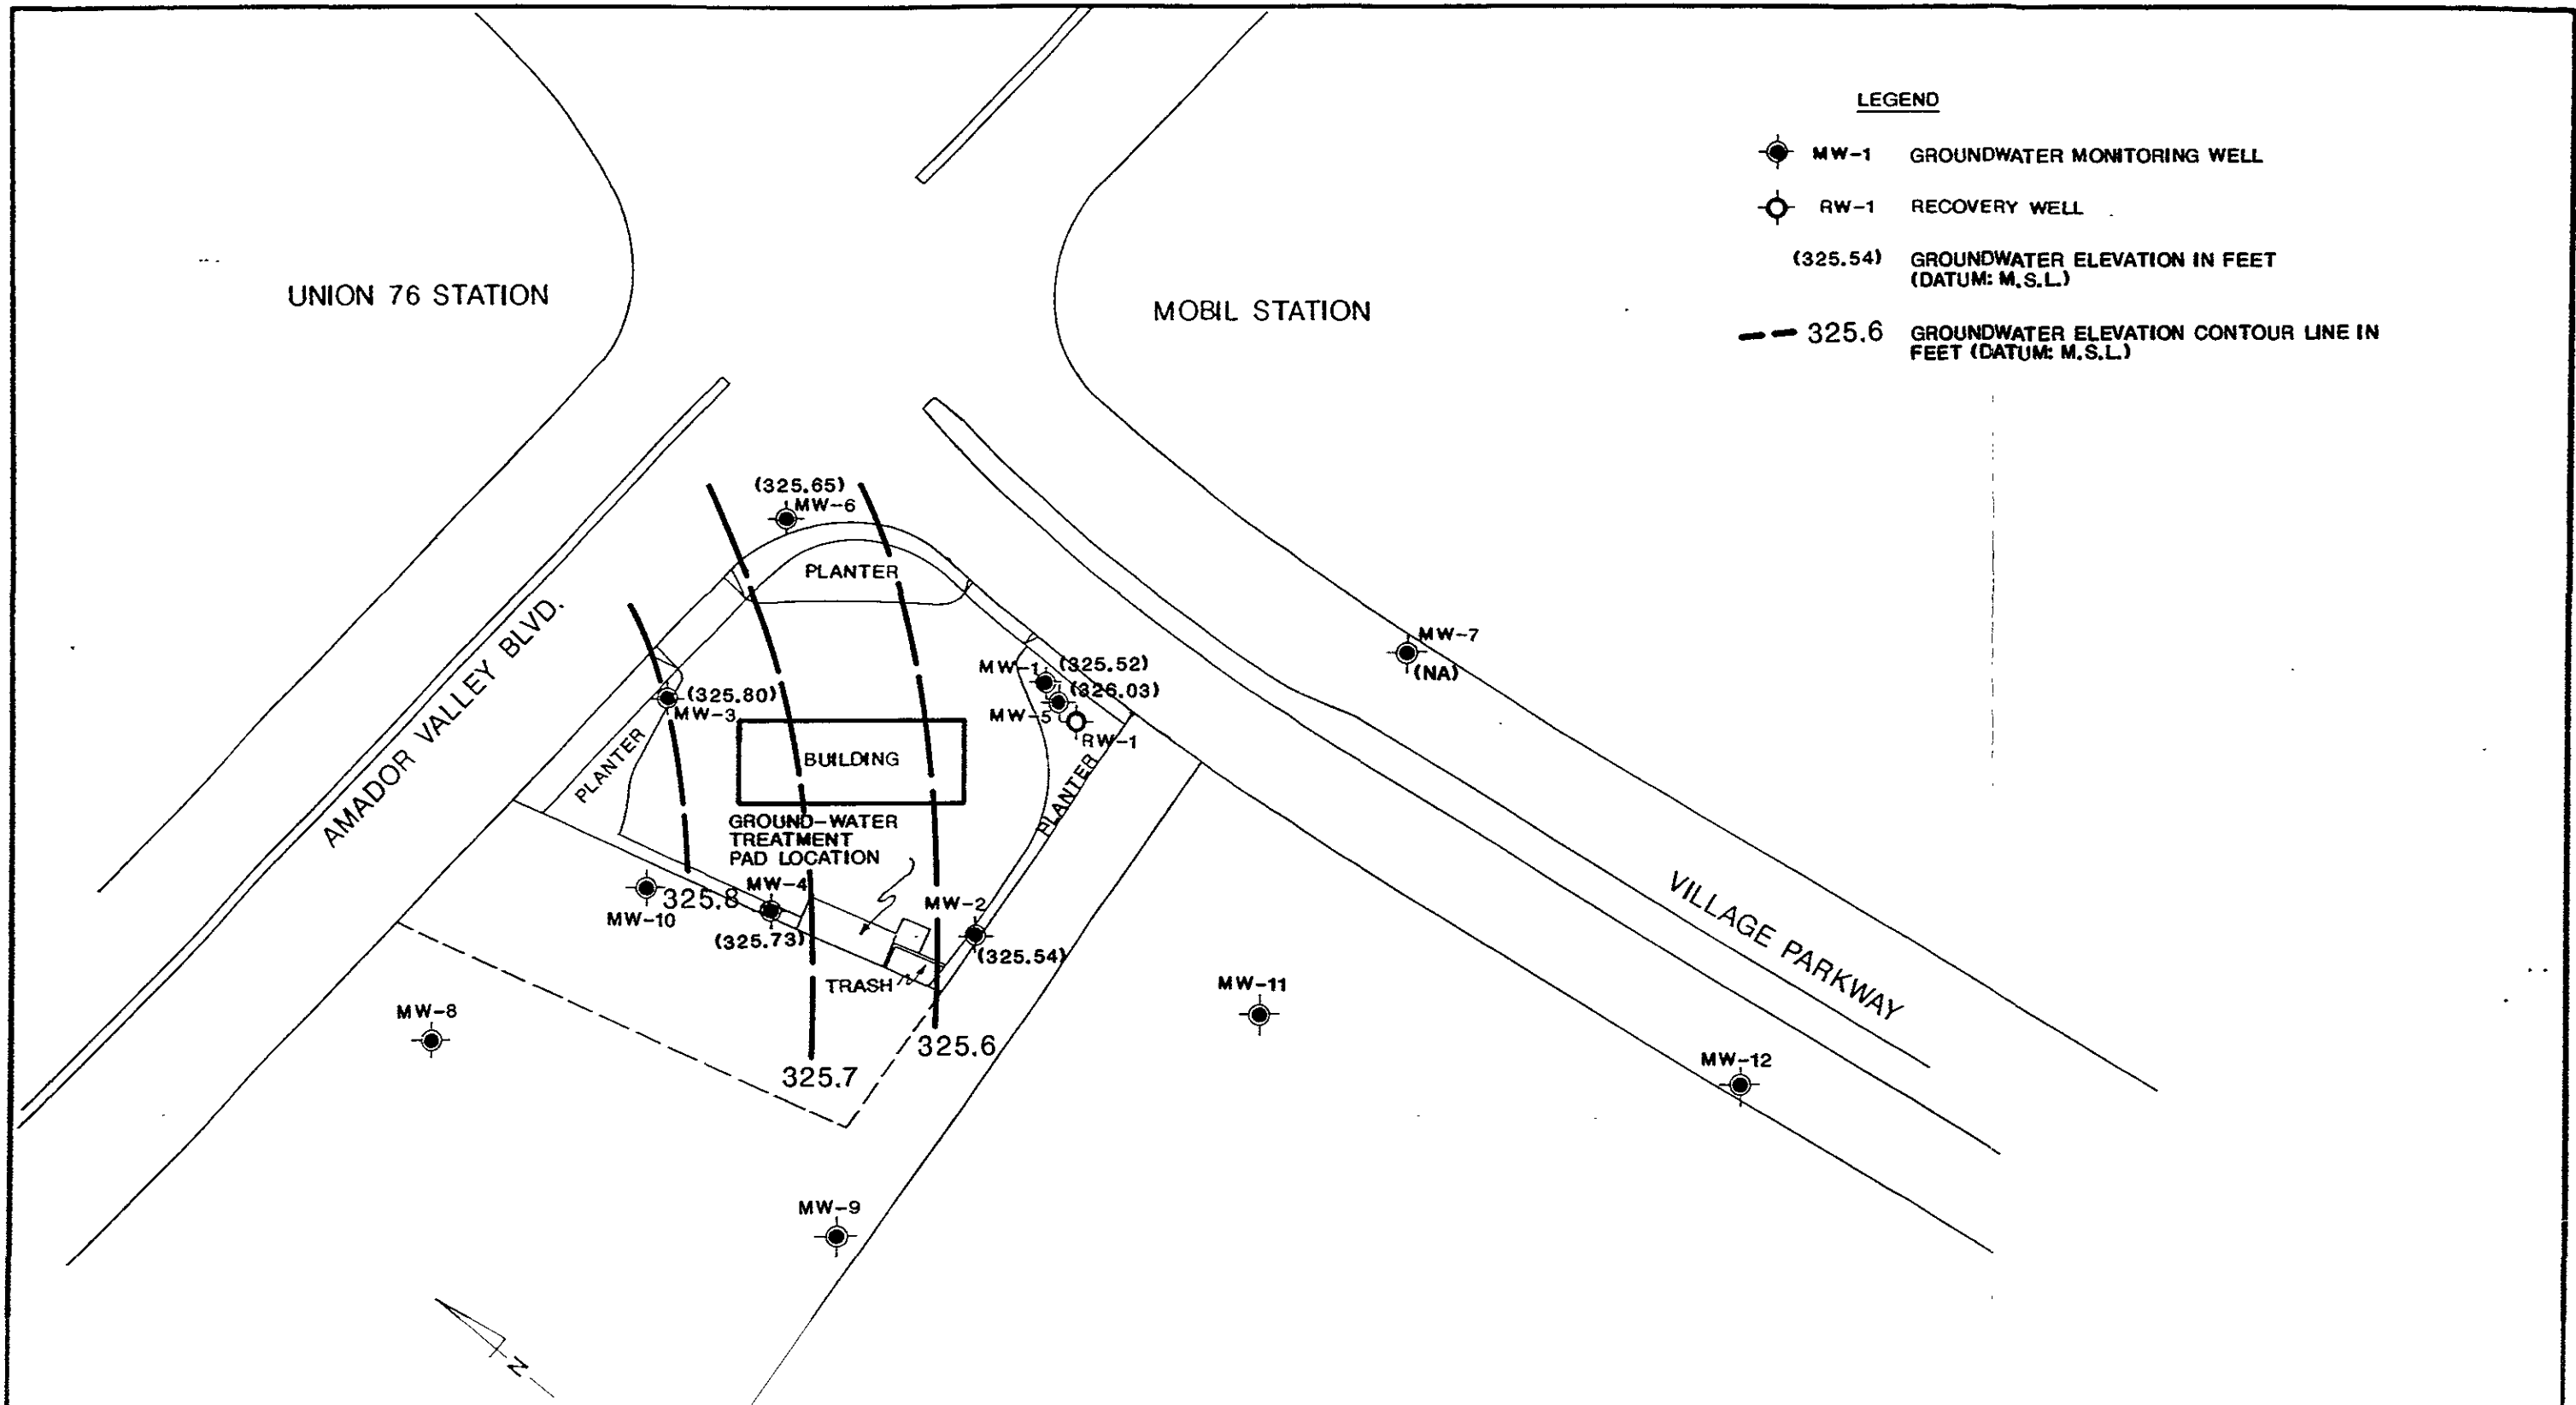 LEGEND
MW-1 GROUNDWATER MONITORING WELL
RW-1 RECOVERY WELL
(325.54) GROUNDWATER ELEVATION IN FEET
(DATUM: M.S.L.)
325.6 GROUNDWATER ELEVATION CONTOUR LINE IN
FEET (DATUM: M.S.L.)
UNION 76 STATION
MOBIL STATION
(325.65)
MW-6
PLANTER
AMADOR VALLEY BLVD.
MW-7
(NA)
MW-1 (325.52)
(326.03)
MW-5
RW-1
(325.80)
MW-3
PLANTER
BUILDING
PLANTER
GROUND-WATER
TREATMENT
PAD LOCATION
MW-4
325.8
MW-10
(325.73)
MW-2
(325.54)
TRASH
VILLAGE PARKWAY
MW-11
MW-8
325.6
325.7
MW-12
MW-9
N